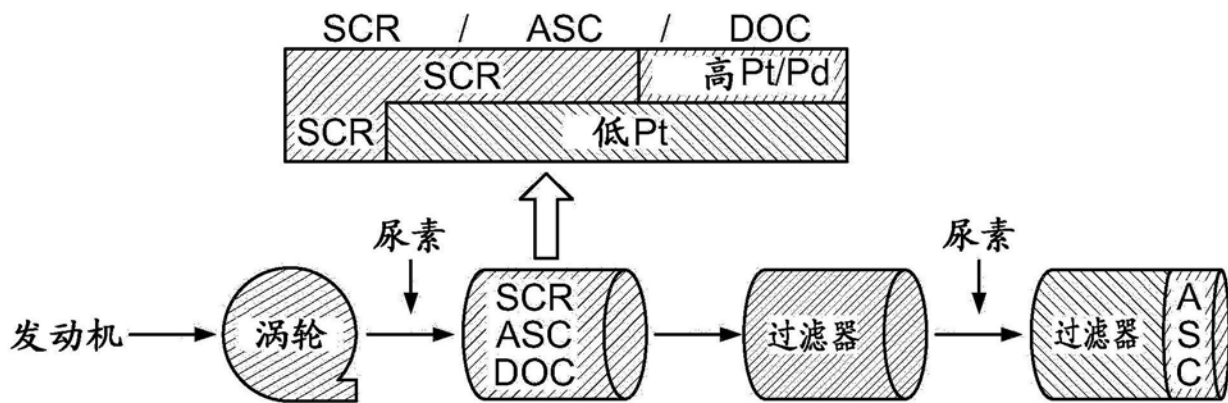 SCR / ASC / DOC
SCR 高Pt/Pd
SCR 低Pt
尿素 尿素
发动机 涡轮 SCR ASC DOC 过滤器 过滤器 ASC